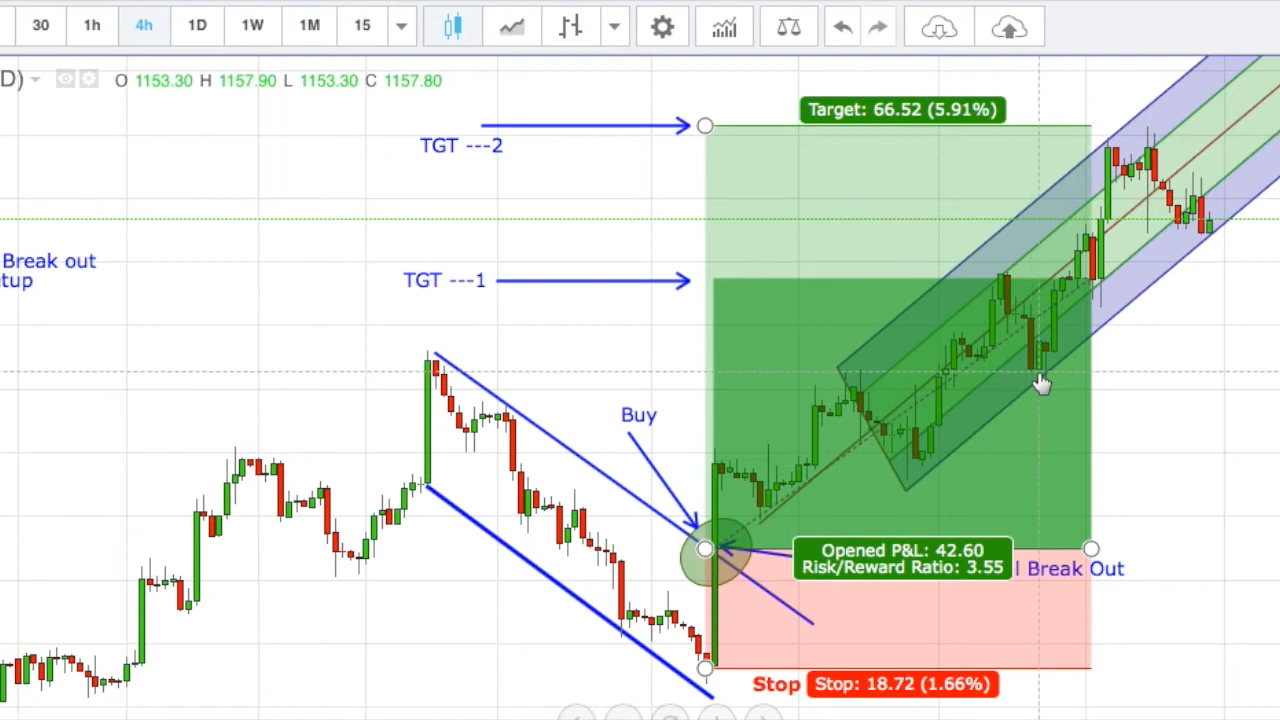 30 1h 4h 1D 1W 1M 15
D) O 1153.30 H 1157.90 L 1153.30 C 1157.80
Target: 66.52 (5.91%)
TGT ---2
Break out
tup
TGT ---1
Buy
Opened P&L: 42.60
Risk/Reward Ratio: 3.55
l Break Out
Stop
Stop: 18.72 (1.66%)